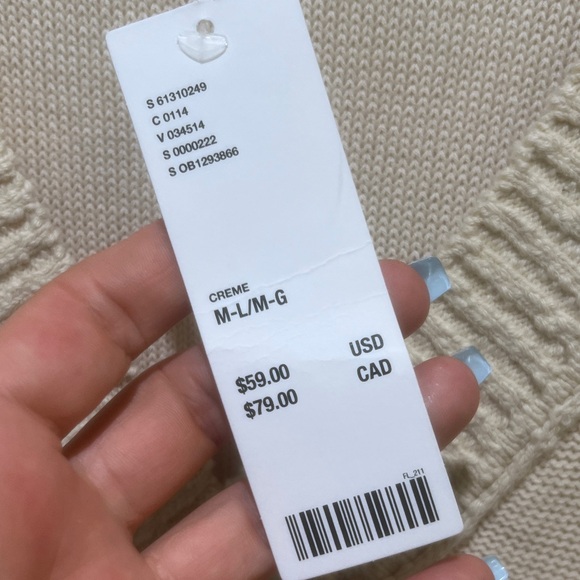 S 61310249
C 0114
V 034514
S 0000222
S OB1293866
CREME
M-L/M-G
$59.00 USD
$79.00 CAD
FL_211